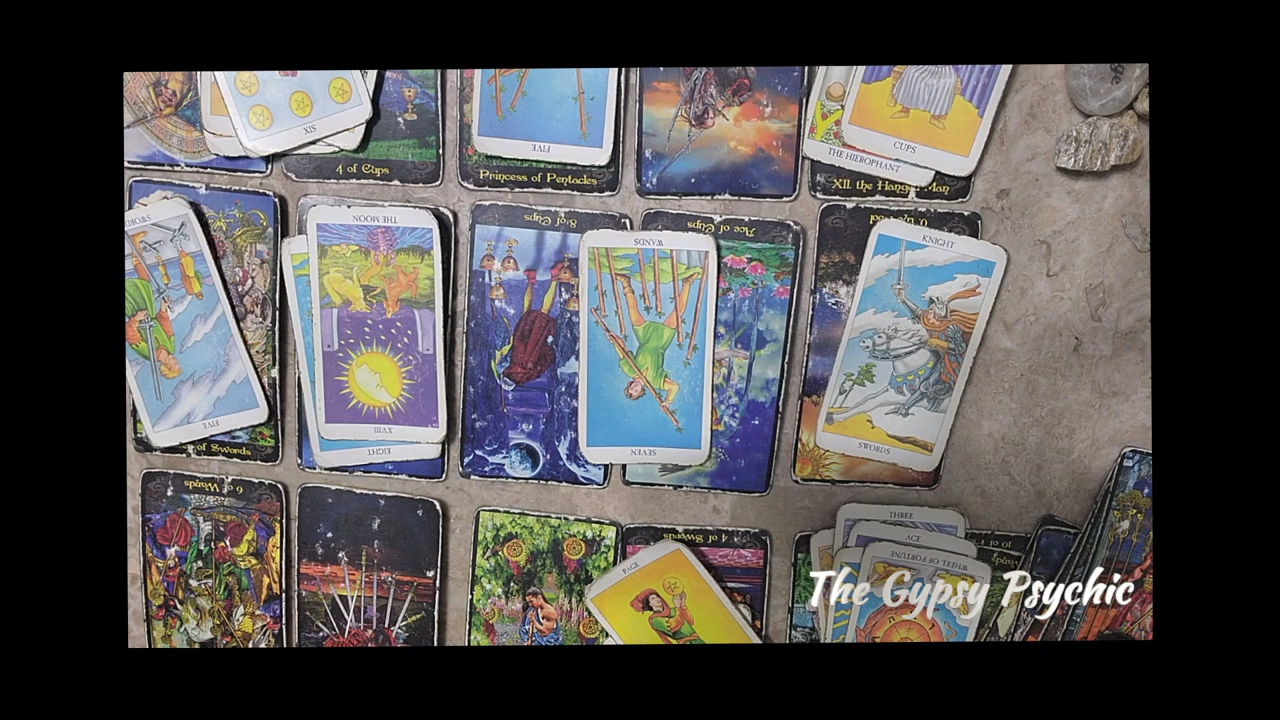 SIX
4 of Cups
FIVE
Princess of Pentacles
THE HIEROPHANT
CUPS
XII. the Hanged Man
SWORDS
FIVE
of Swords
THE MOON
XVIII
EIGHT
8 of Cups
WANDS
SEVEN
Ace of Cups
KNIGHT
SWORDS
6 of Wands
4 of Swords
PAGE
THREE
ACE
WHEEL OF FORTUNE
10 of
The Gypsy Psychic